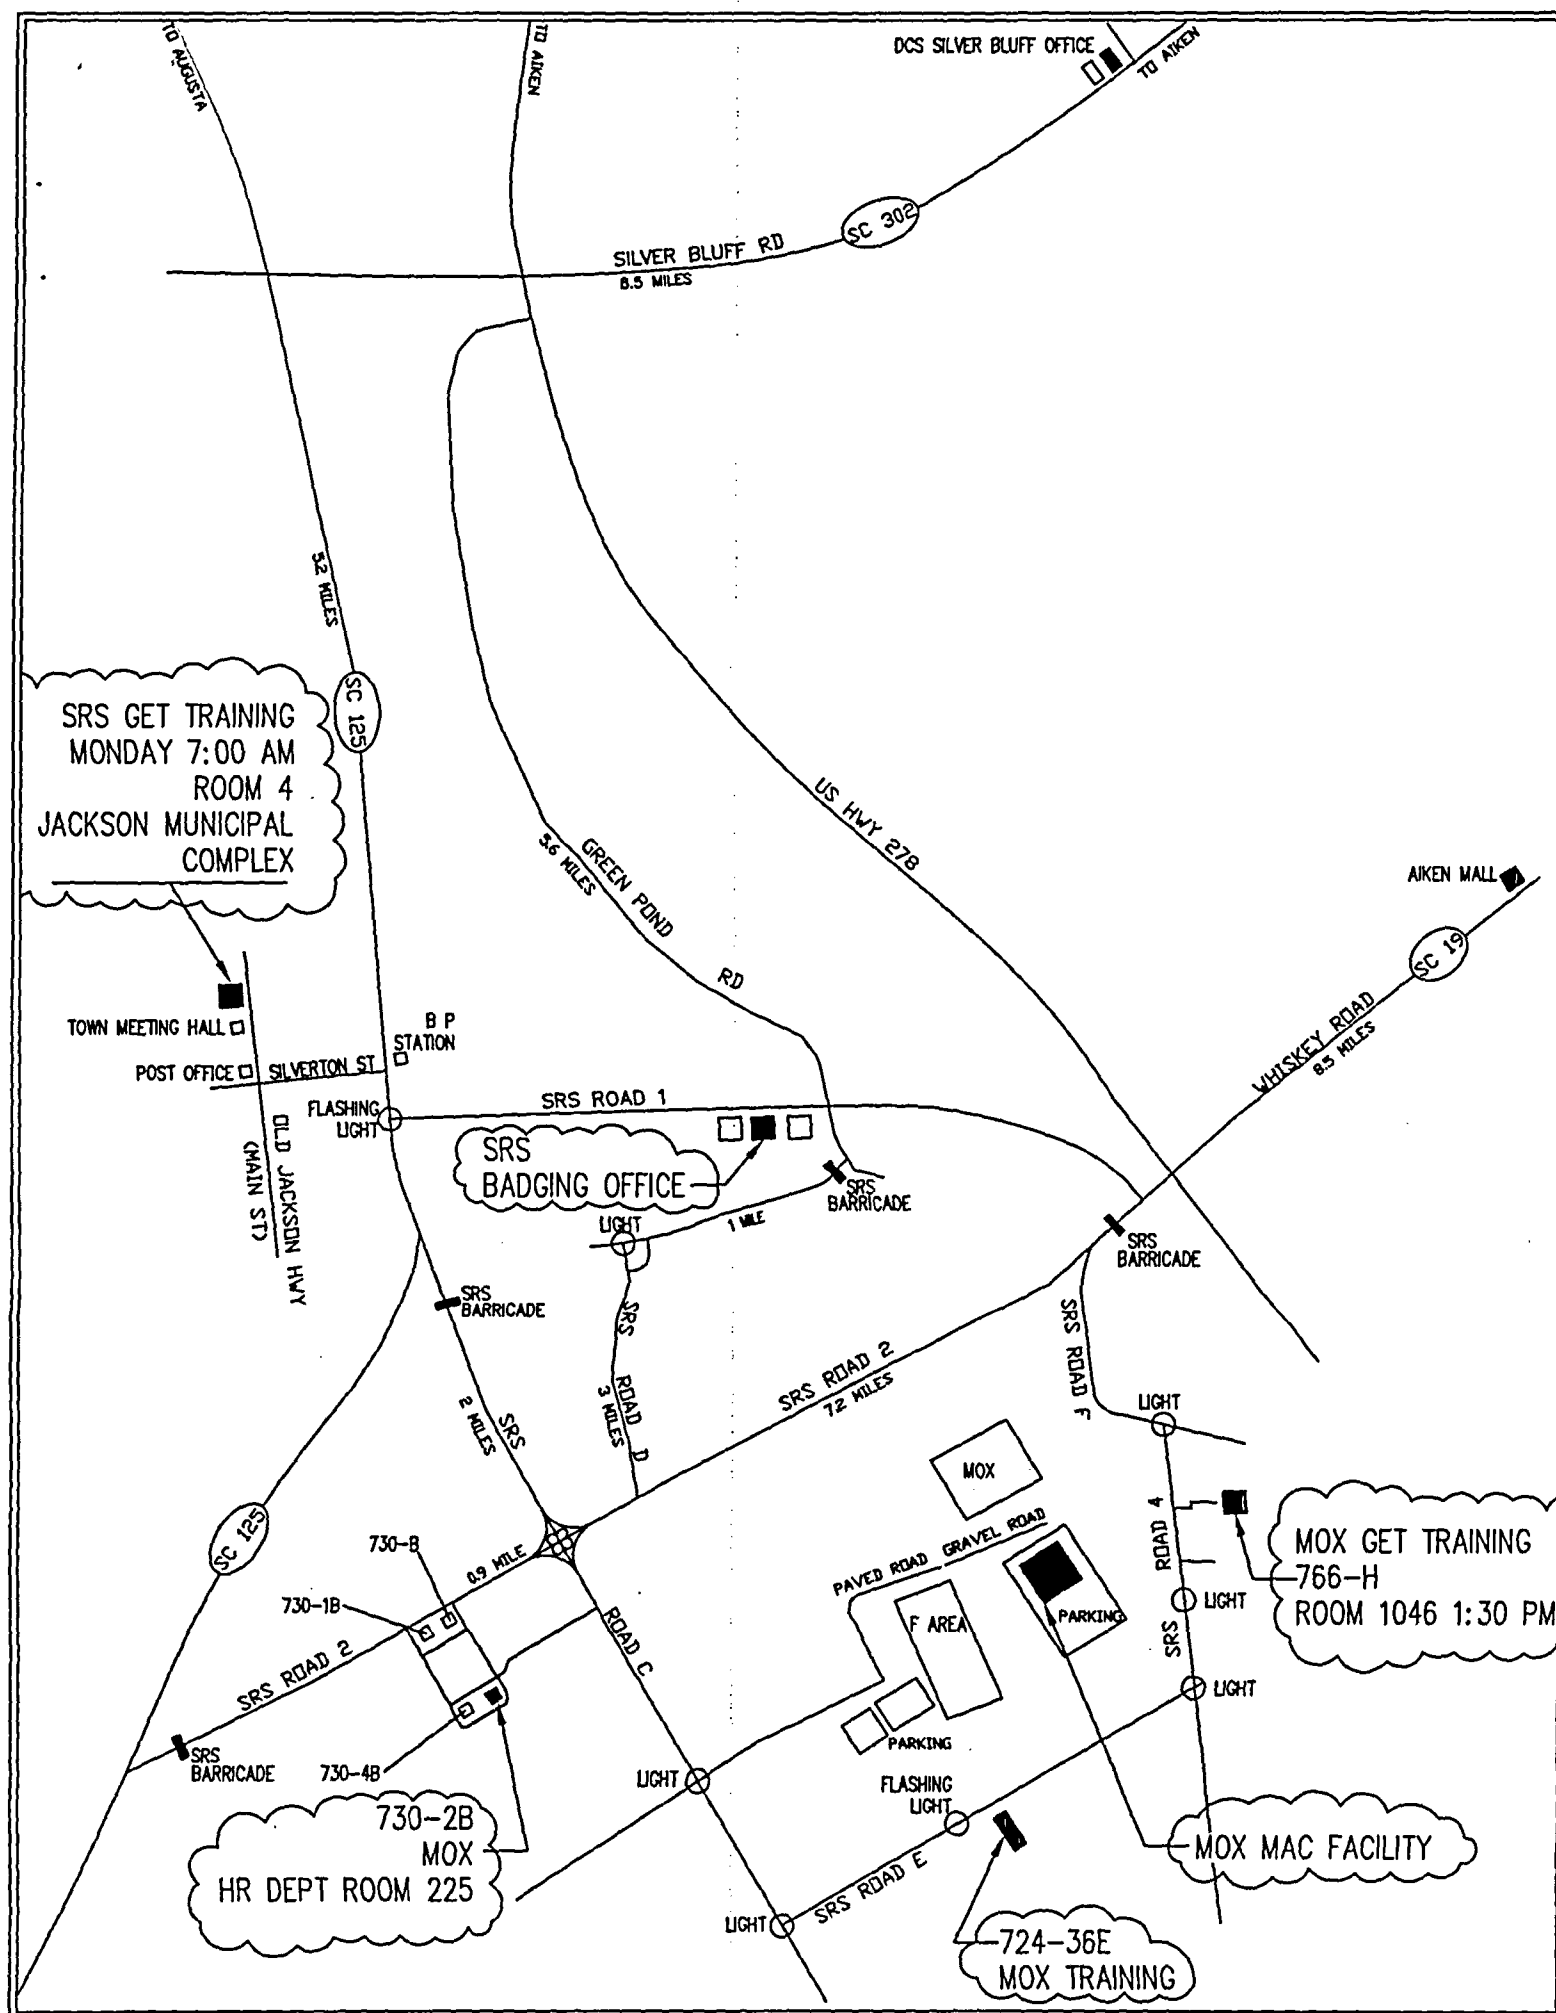 TO AUGUSTA
TO AIKEN
DCS SILVER BLUFF OFFICE
TO AIKEN
SC 302
SILVER BLUFF RD
8.5 MILES
5.2 MILES
SC 125
SRS GET TRAINING
MONDAY 7:00 AM
ROOM 4
JACKSON MUNICIPAL
COMPLEX
US HWY 278
GREEN POND
RD
5.6 MILES
AIKEN MALL
SC 19
WHISKEY ROAD
8.5 MILES
TOWN MEETING HALL
B P
STATION
POST OFFICE
SILVERTON ST
FLASHING
LIGHT
SRS ROAD 1
OLD JACKSON HWY
(MAIN ST)
SRS
BADGING OFFICE
SRS
BARRICADE
LIGHT
1 MILE
SRS
BARRICADE
SRS
BARRICADE
SRS ROAD F
SRS
ROAD D
3 MILES
SRS ROAD 2
7.2 MILES
SRS
2 MILES
LIGHT
MOX
SC 125
730-B
0.9 MILE
PAVED ROAD
GRAVEL ROAD
ROAD 4
SRS
MOX GET TRAINING
766-H
ROOM 1046 1:30 PM
730-1B
F AREA
PARKING
LIGHT
ROAD C
SRS ROAD 2
LIGHT
SRS
BARRICADE
730-4B
PARKING
LIGHT
FLASHING
LIGHT
730-2B
MOX
HR DEPT ROOM 225
MOX MAC FACILITY
SRS ROAD E
LIGHT
724-36E
MOX TRAINING